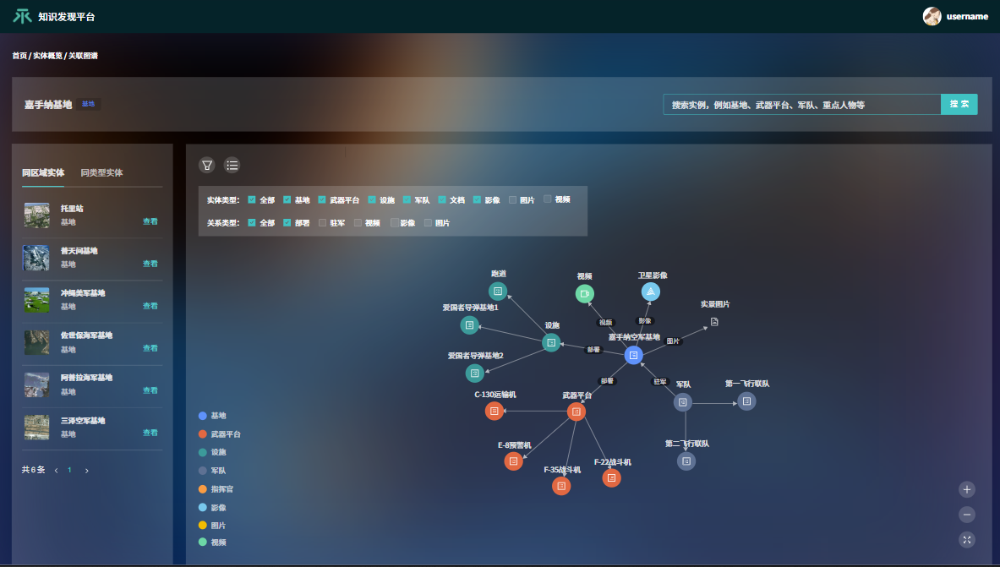 知识发现平台
username
首页 / 实体概览 / 关联图谱
嘉手纳基地 基地
搜索实例，例如基地、武器平台、军队、重点人物等
搜 索
同区域实体 同类型实体
托里站
基地 查看
普天间基地
基地 查看
冲绳美军基地
基地 查看
佐世保海军基地
基地 查看
阿普拉海军基地
基地 查看
三泽空军基地
基地 查看
共 6 条 < 1 >
实体类型： 全部 基地 武器平台 设施 军队 文档 影像 图片 视频
关系类型： 全部 部署 驻军 视频 影像 图片
跑道
视频
卫星影像
爱国者导弹基地1
实景图片
视频
影像
设施
嘉手纳空军基地
图片
部署
爱国者导弹基地2
部署
驻军
军队
第一飞行联队
C-130运输机
武器平台
第二飞行联队
E-8预警机
F-35战斗机
F-22战斗机
基地
武器平台
设施
军队
指挥官
影像
图片
视频